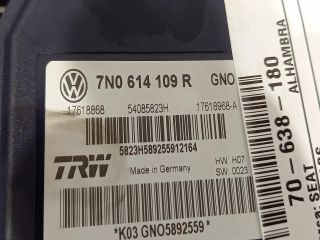 7N0 614 109 R GNO
17618868 54085823H 17618968-A
5823H589255912164
TRW
Made in Germany
HW: H07
SW: 0023
*K03 GNO5892559*
70-638-180
ALHAMBRA
SEAT